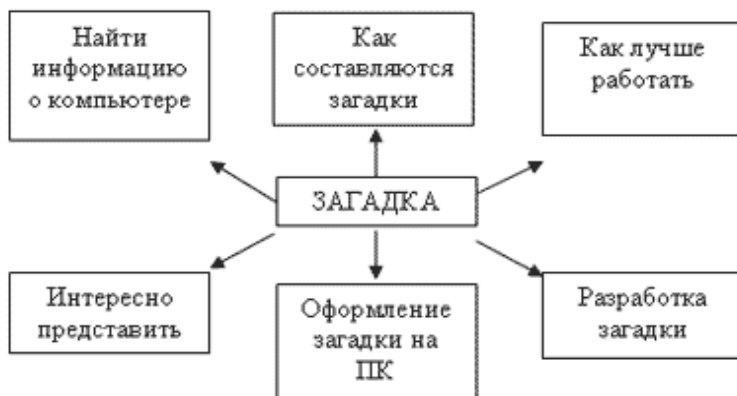 Найти
информацию
о компьютере
Как
составляются
загадки
Как лучше
работать
ЗАГАДКА
Интересно
представить
Оформление
загадки на
ПК
Разработка
загадки